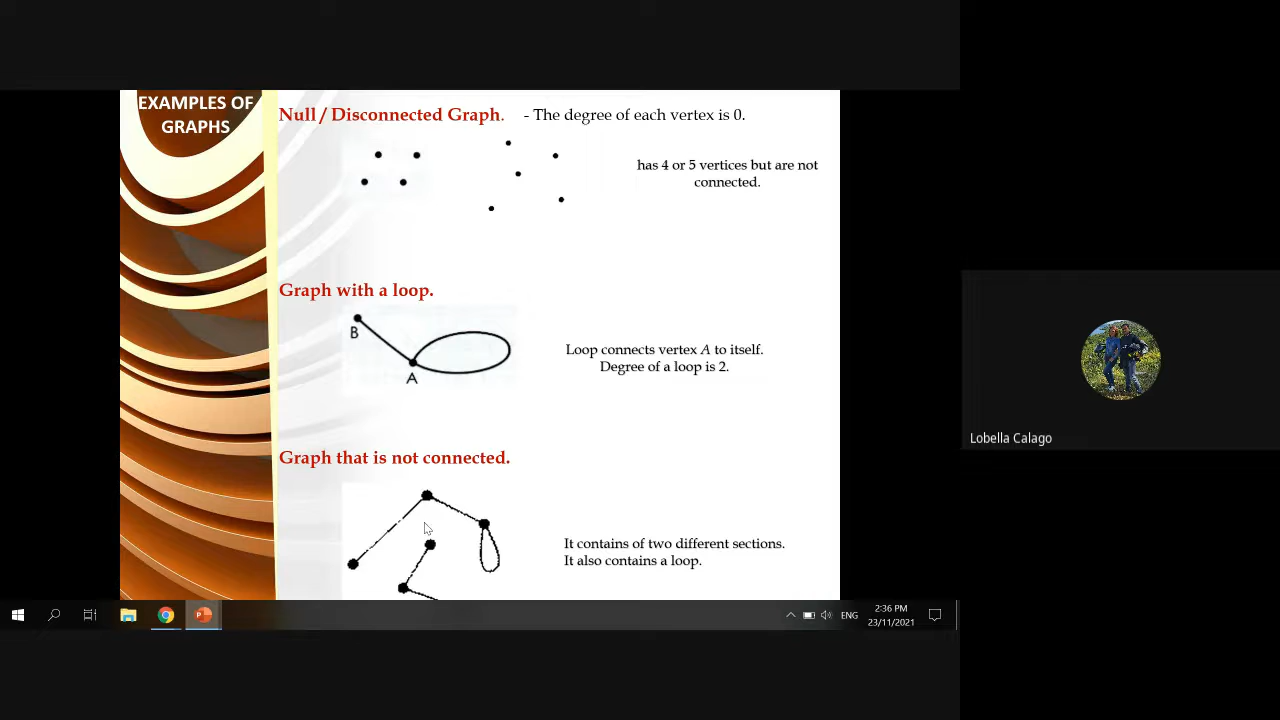 EXAMPLES OF
GRAPHS
Null / Disconnected Graph. - The degree of each vertex is 0.
has 4 or 5 vertices but are not
connected.
Graph with a loop.
B
A
Loop connects vertex A to itself.
Degree of a loop is 2.
Graph that is not connected.
It contains of two different sections.
It also contains a loop.
Lobella Calago
P
ENG
2:36 PM
23/11/2021